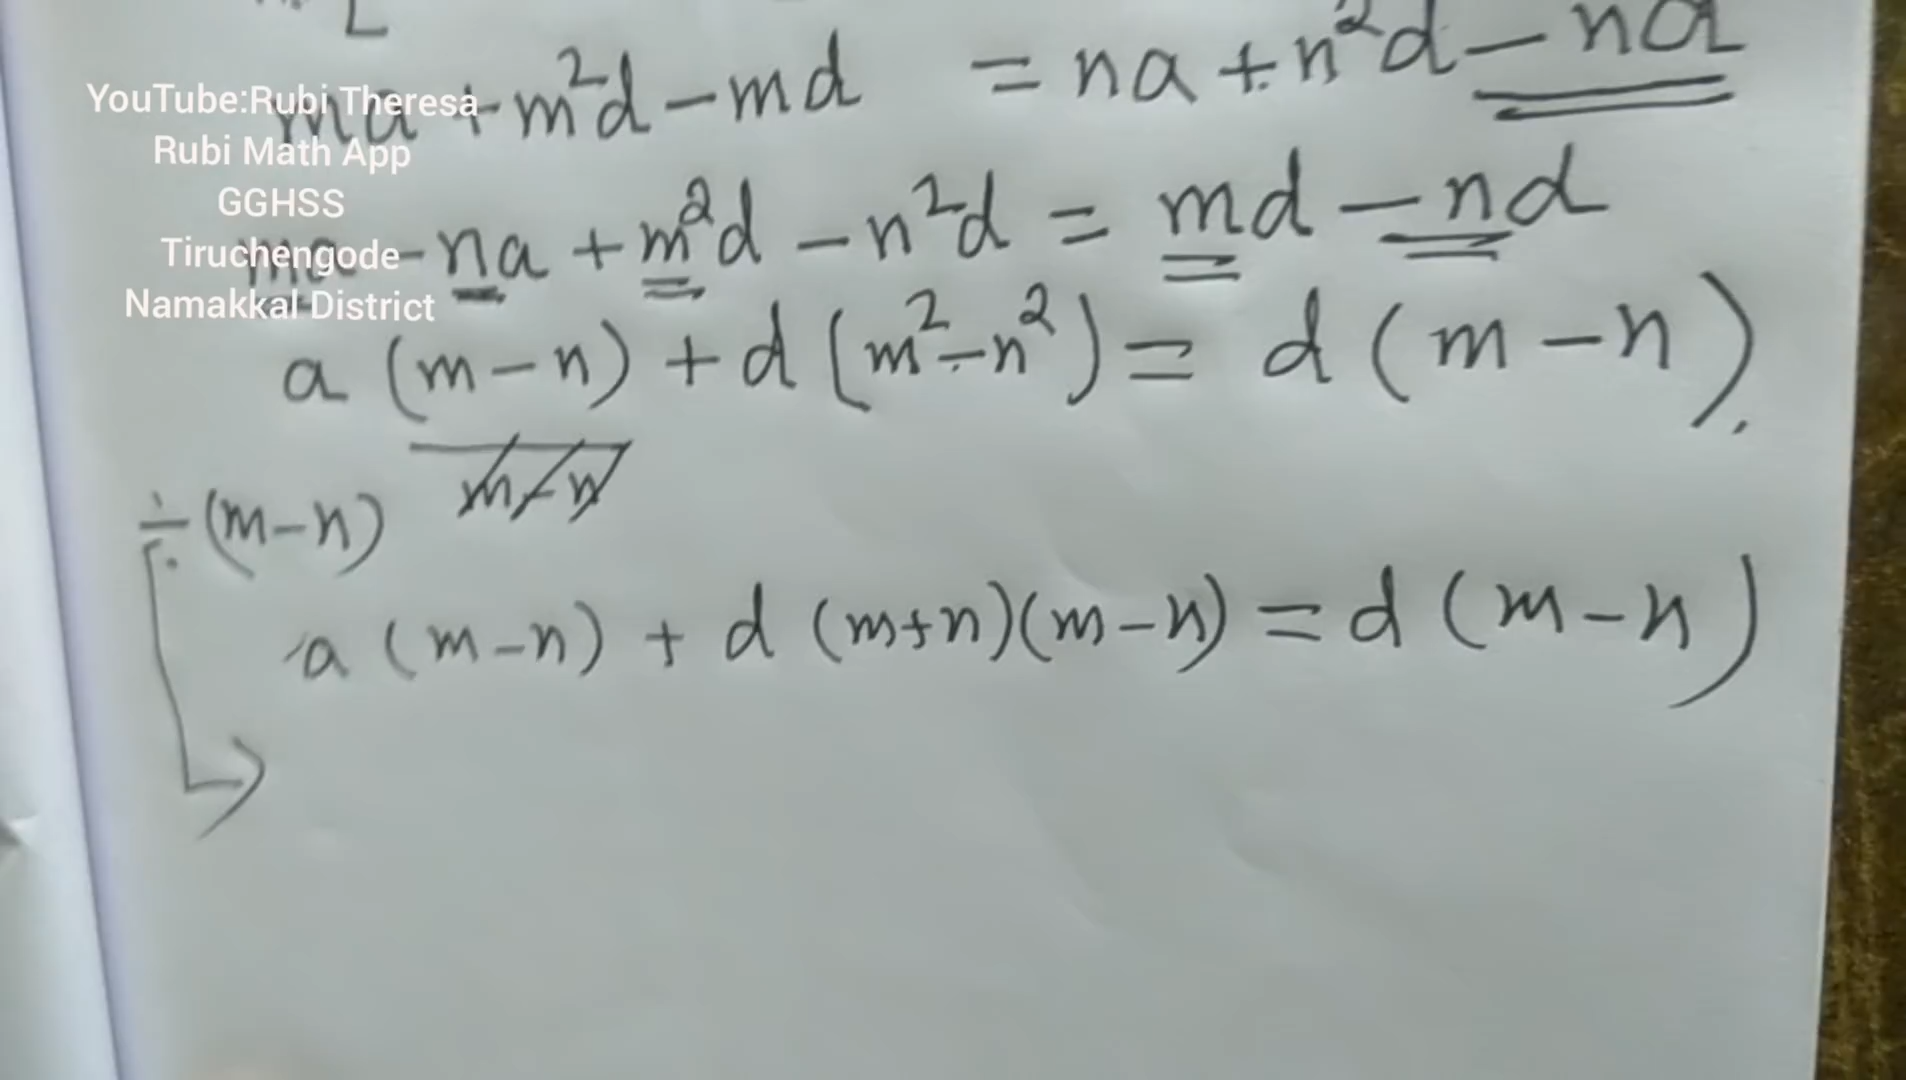 ma + m²d - md = na + n²d - nd
YouTube:Rubi Theresa
Rubi Math App
GGHSS
Tiruchengode
Namakkal District
ma - na + m²d - n²d = md - nd
a (m - n) + d (m² - n²) = d (m - n)
m - n
÷ (m - n)
a (m - n) + d (m + n)(m - n) = d (m - n)